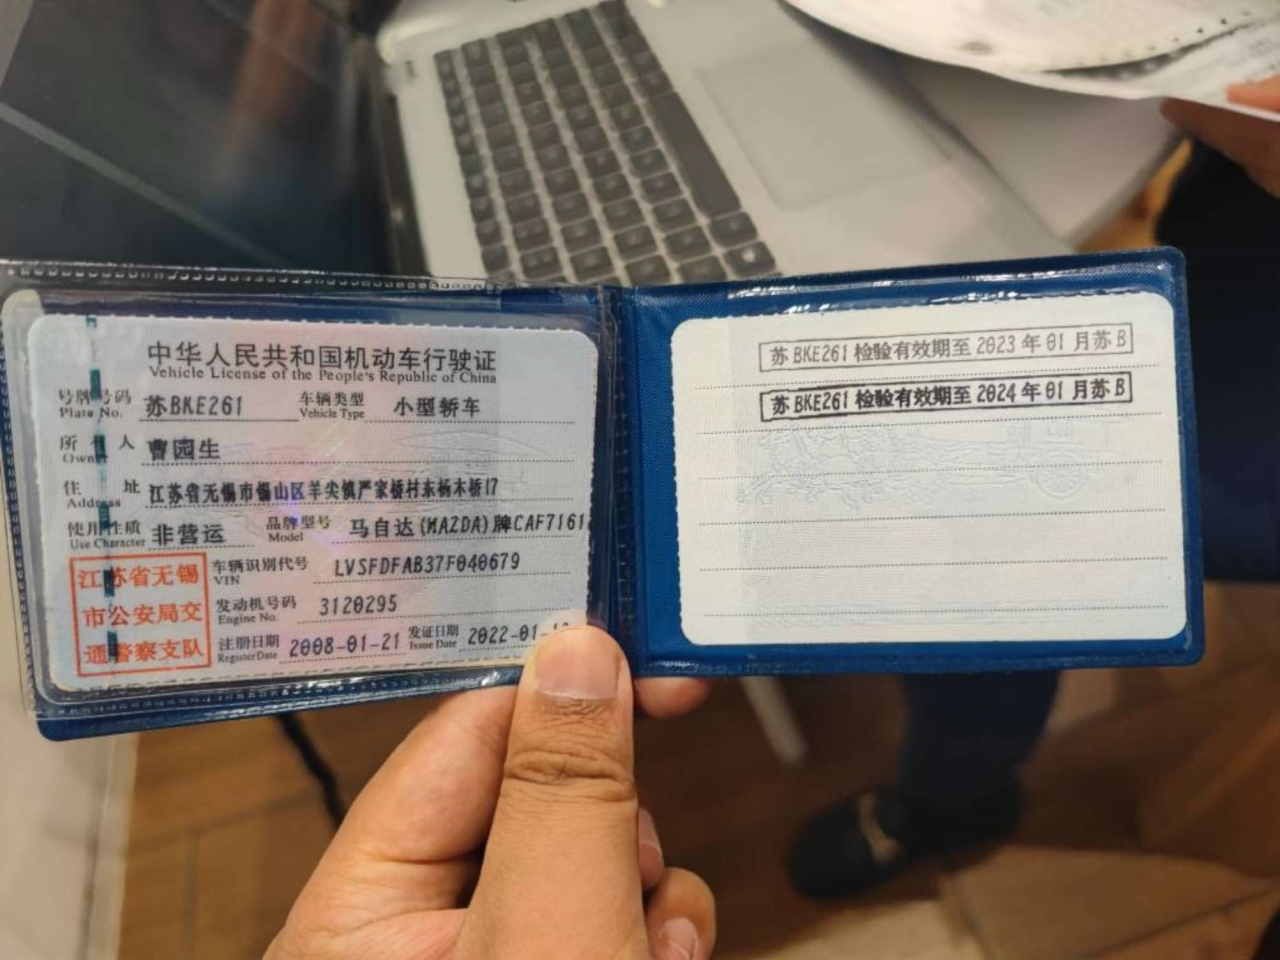 中华人民共和国机动车行驶证
Vehicle License of the People's Republic of China
号牌号码 苏BKE261 车辆类型 小型轿车
Plate No. Vehicle Type
所有人 曹园生
Owner
住址 江苏省无锡市锡山区羊尖镇严家桥村东杨木桥17
Address
使用性质 非营运 品牌型号 马自达(MAZDA)牌CAF7161
Use Character Model
江苏省无锡
市公安局交
通警察支队
车辆识别代号 LVSFDFAB37F040679
VIN
发动机号码 3120295
Engine No.
注册日期 2008-01-21 发证日期 2022-01-
Register Date Issue Date
苏BKE261检验有效期至2023年01月苏B
苏BKE261检验有效期至2024年01月苏B